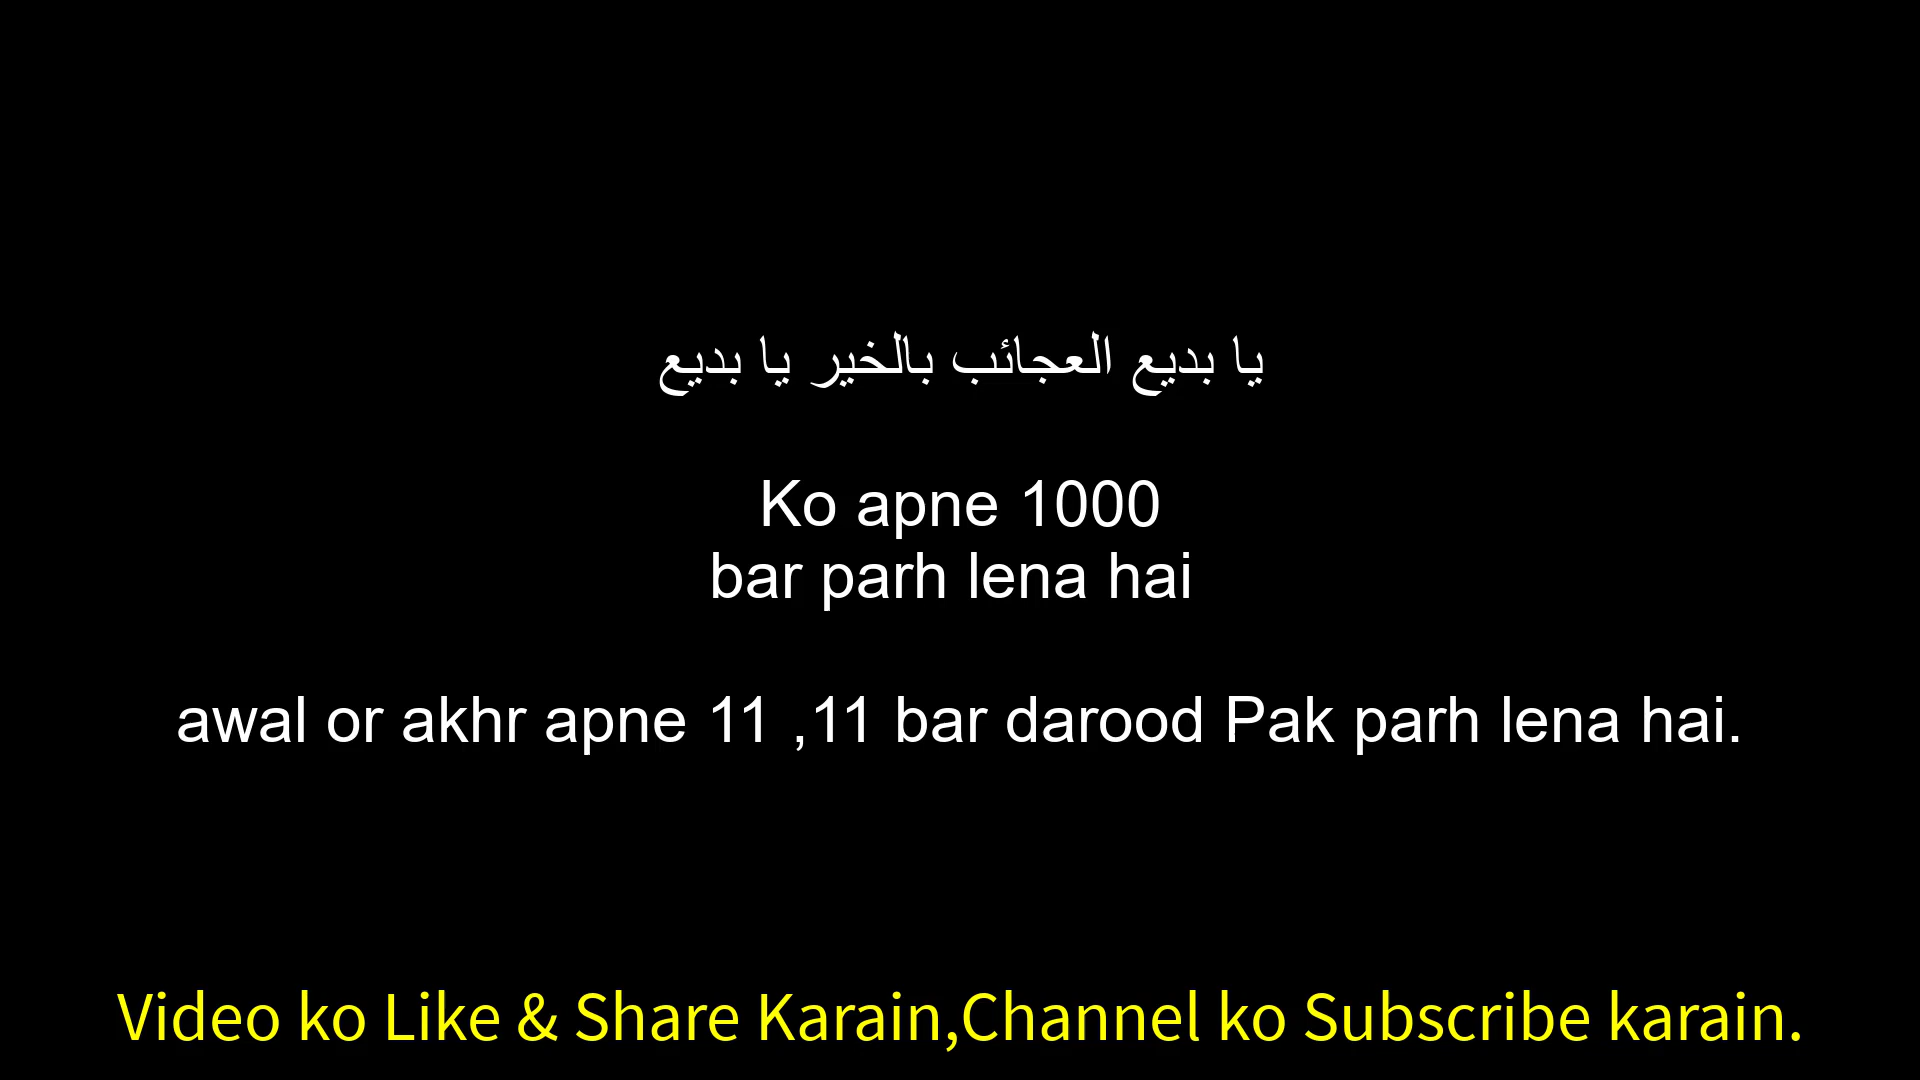 يا بديع العجائب بالخير يا بديع
Ko apne 1000
bar parh lena hai
awal or akhr apne 11 ,11 bar darood Pak parh lena hai.
Video ko Like & Share Karain,Channel ko Subscribe karain.